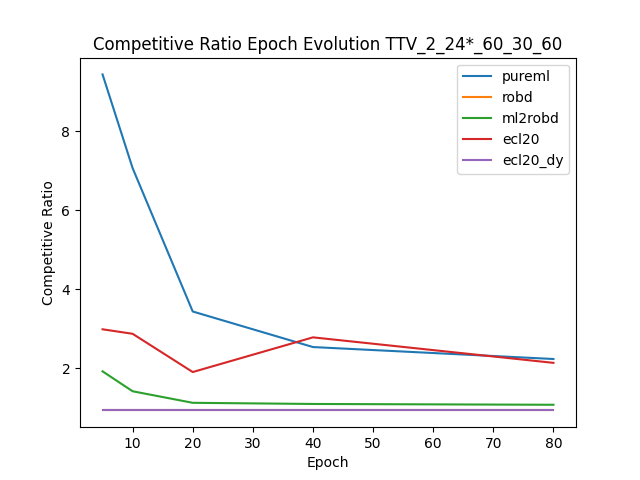 Competitive Ratio Epoch Evolution TTV_2_24*_60_30_60
pureml
robd
ml2robd
ecl20
ecl20_dy
Competitive Ratio
8
6
4
2
10 20 30 40 50 60 70 80
Epoch